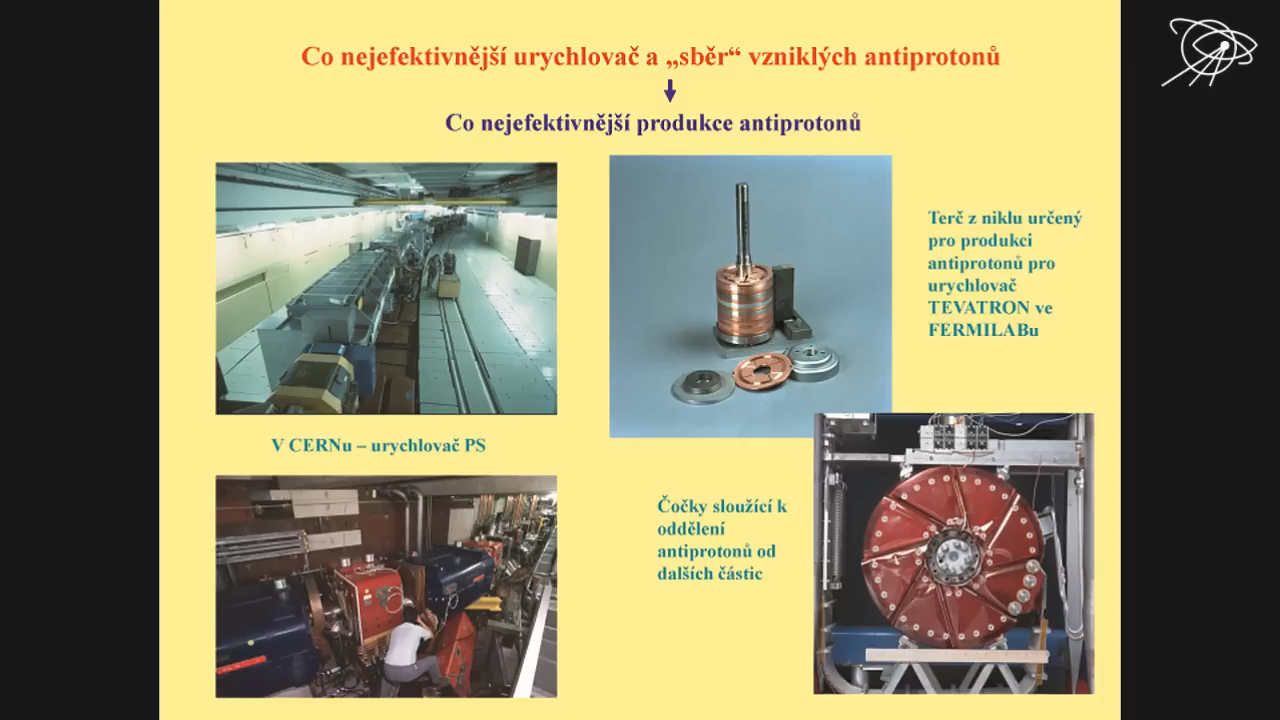 Co nejefektivnější urychlovač a „sběr“ vzniklých antiprotonů
Co nejefektivnější produkce antiprotonů
Terč z niklu určený
pro produkci
antiprotonů pro
urychlovač
TEVATRON ve
FERMILABu
V CERNu – urychlovač PS
Čočky sloužící k
oddělení
antiprotonů od
dalších částic